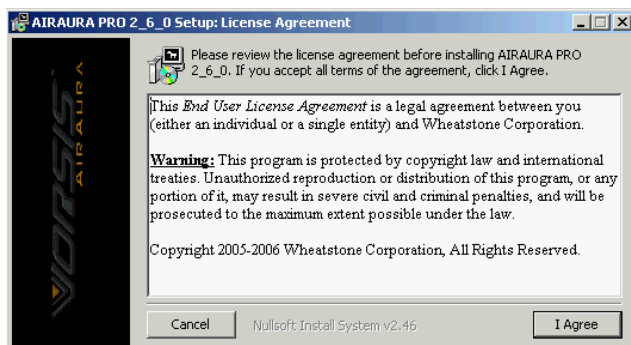 AIRAURA PRO 2_6_0 Setup: License Agreement
Please review the license agreement before installing AIRAURA PRO
2_6_0. If you accept all terms of the agreement, click I Agree.
VORSIS
AIRAURA
This End User License Agreement is a legal agreement between you
(either an individual or a single entity) and Wheatstone Corporation.
Warning: This program is protected by copyright law and international
treaties. Unauthorized reproduction or distribution of this program, or any
portion of it, may result in severe civil and criminal penalties, and will be
prosecuted to the maximum extent possible under the law.
Copyright 2005-2006 Wheatstone Corporation, All Rights Reserved.
Cancel
Nullsoft Install System v2.46
I Agree